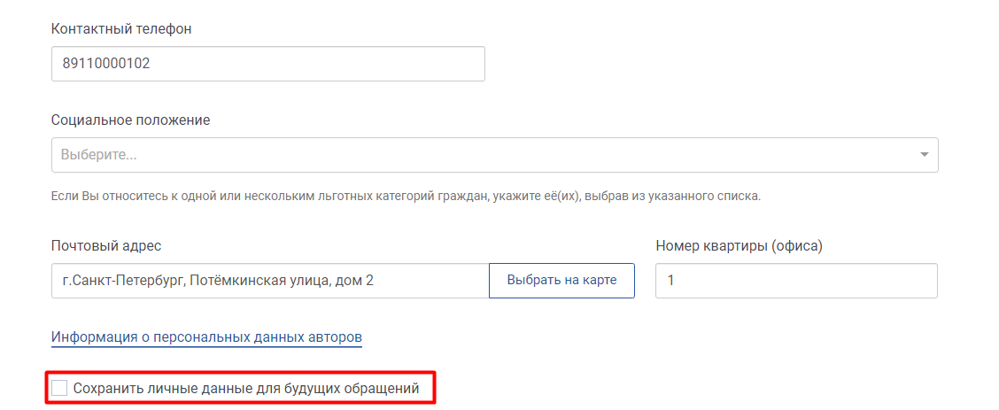 Контактный телефон
89110000102
Социальное положение
Выберите...
Если Вы относитесь к одной или нескольким льготных категорий граждан, укажите её(их), выбрав из указанного списка.
Почтовый адрес
Номер квартиры (офиса)
г.Санкт-Петербург, Потёмкинская улица, дом 2
Выбрать на карте
1
Информация о персональных данных авторов
Сохранить личные данные для будущих обращений